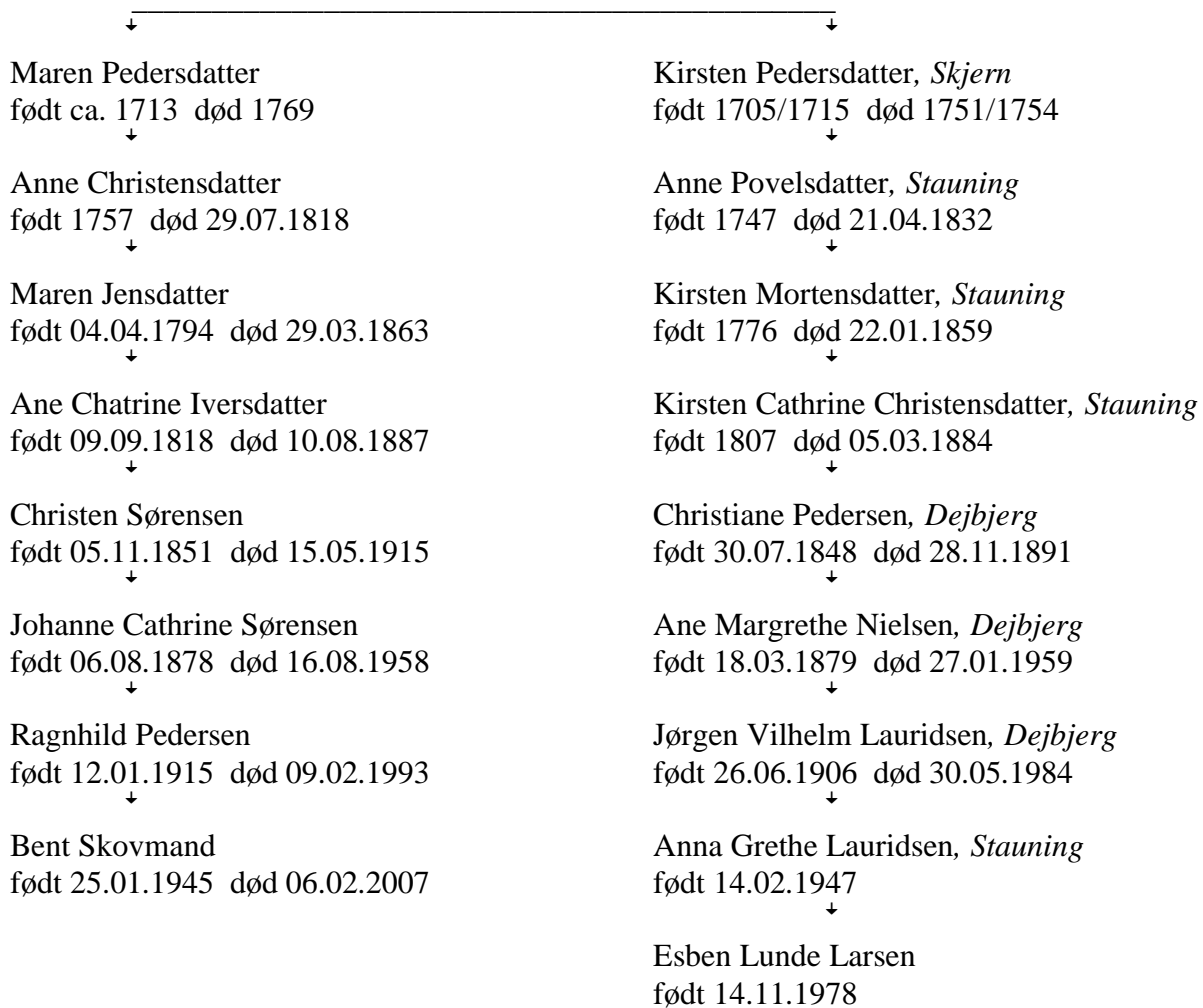 Maren Pedersdatter
født ca. 1713 død 1769
Anne Christensdatter
født 1757 død 29.07.1818
Maren Jensdatter
født 04.04.1794 død 29.03.1863
Ane Chatrine Iversdatter
født 09.09.1818 død 10.08.1887
Christen Sørensen
født 05.11.1851 død 15.05.1915
Johanne Cathrine Sørensen
født 06.08.1878 død 16.08.1958
Ragnhild Pedersen
født 12.01.1915 død 09.02.1993
Bent Skovmand
født 25.01.1945 død 06.02.2007
Kirsten Pedersdatter, Skjern
født 1705/1715 død 1751/1754
Anne Povelsdatter, Stauning
født 1747 død 21.04.1832
Kirsten Mortensdatter, Stauning
født 1776 død 22.01.1859
Kirsten Cathrine Christensdatter, Stauning
født 1807 død 05.03.1884
Christiane Pedersen, Dejbjerg
født 30.07.1848 død 28.11.1891
Ane Margrethe Nielsen, Dejbjerg
født 18.03.1879 død 27.01.1959
Jørgen Vilhelm Lauridsen, Dejbjerg
født 26.06.1906 død 30.05.1984
Anna Grethe Lauridsen, Stauning
født 14.02.1947
Esben Lunde Larsen
født 14.11.1978